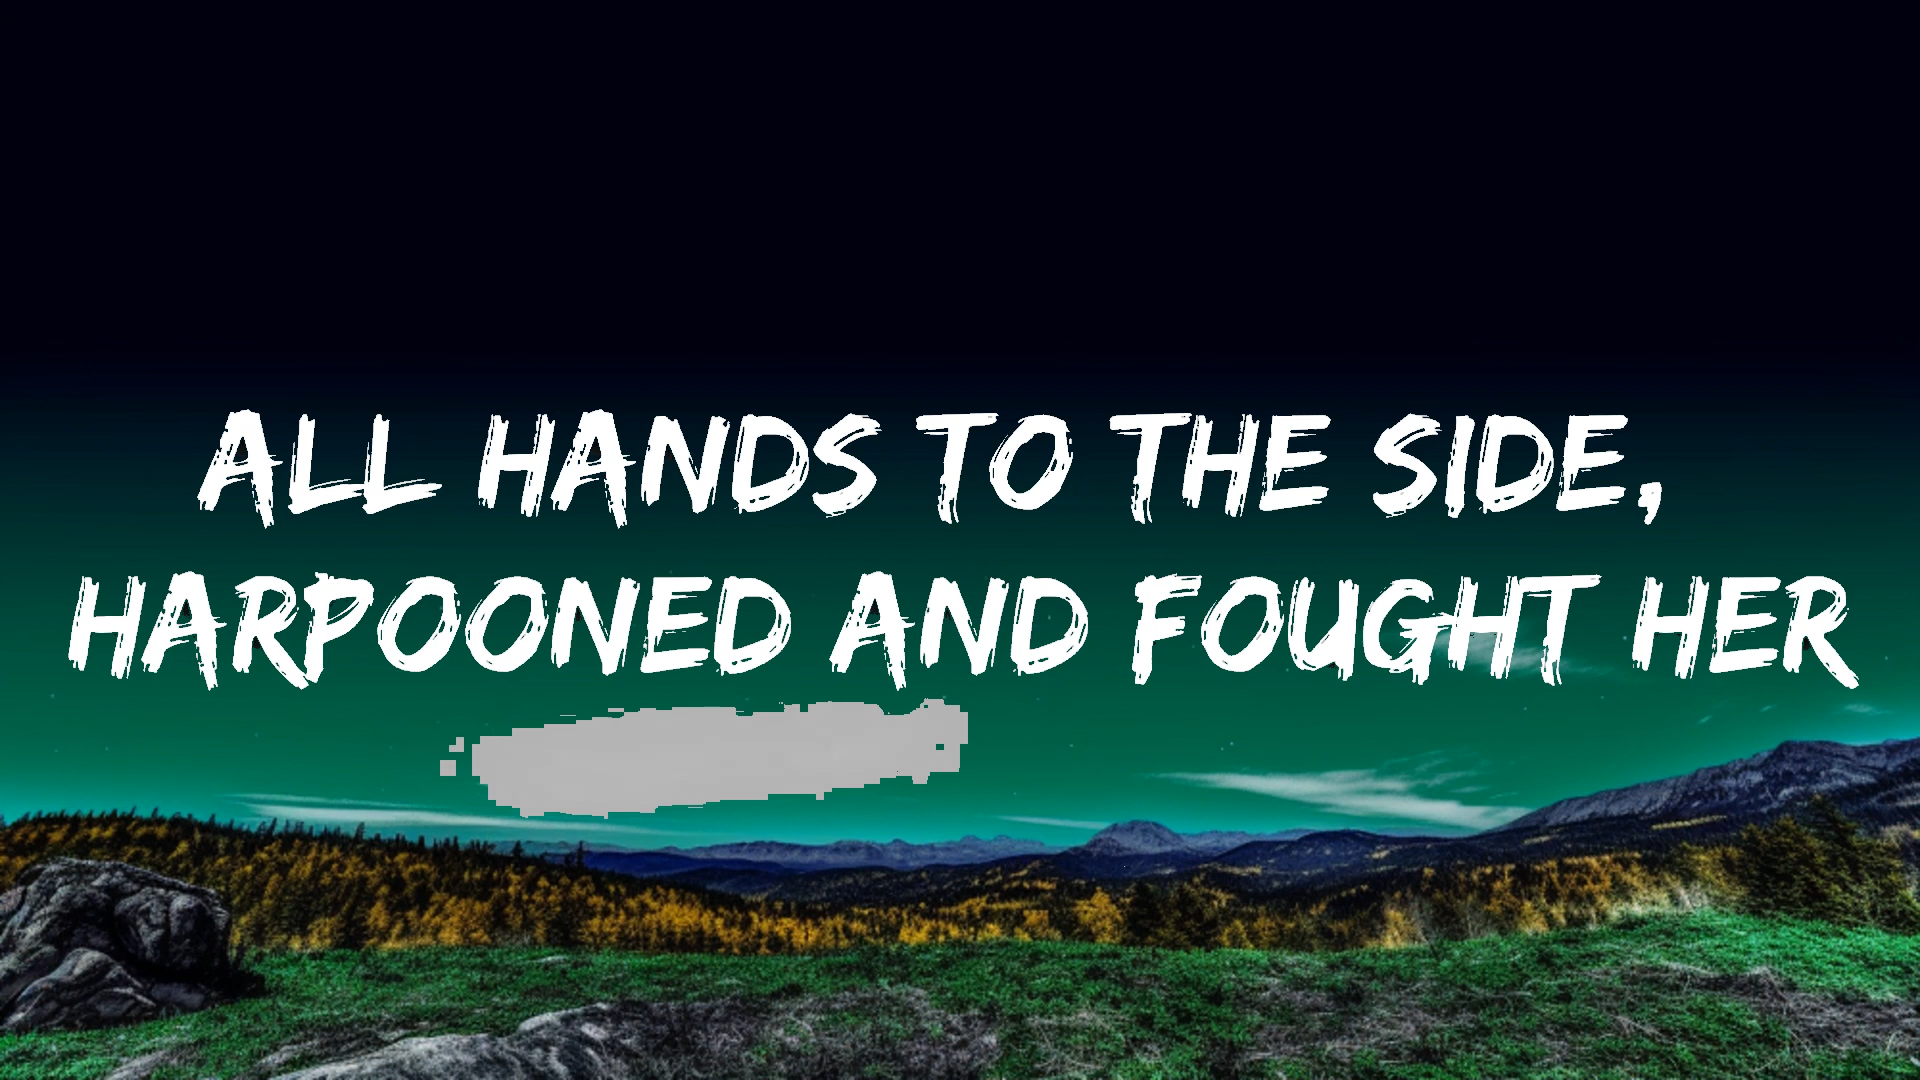 ALL HANDS TO THE SIDE,
HARPOONED AND FOUGHT HER